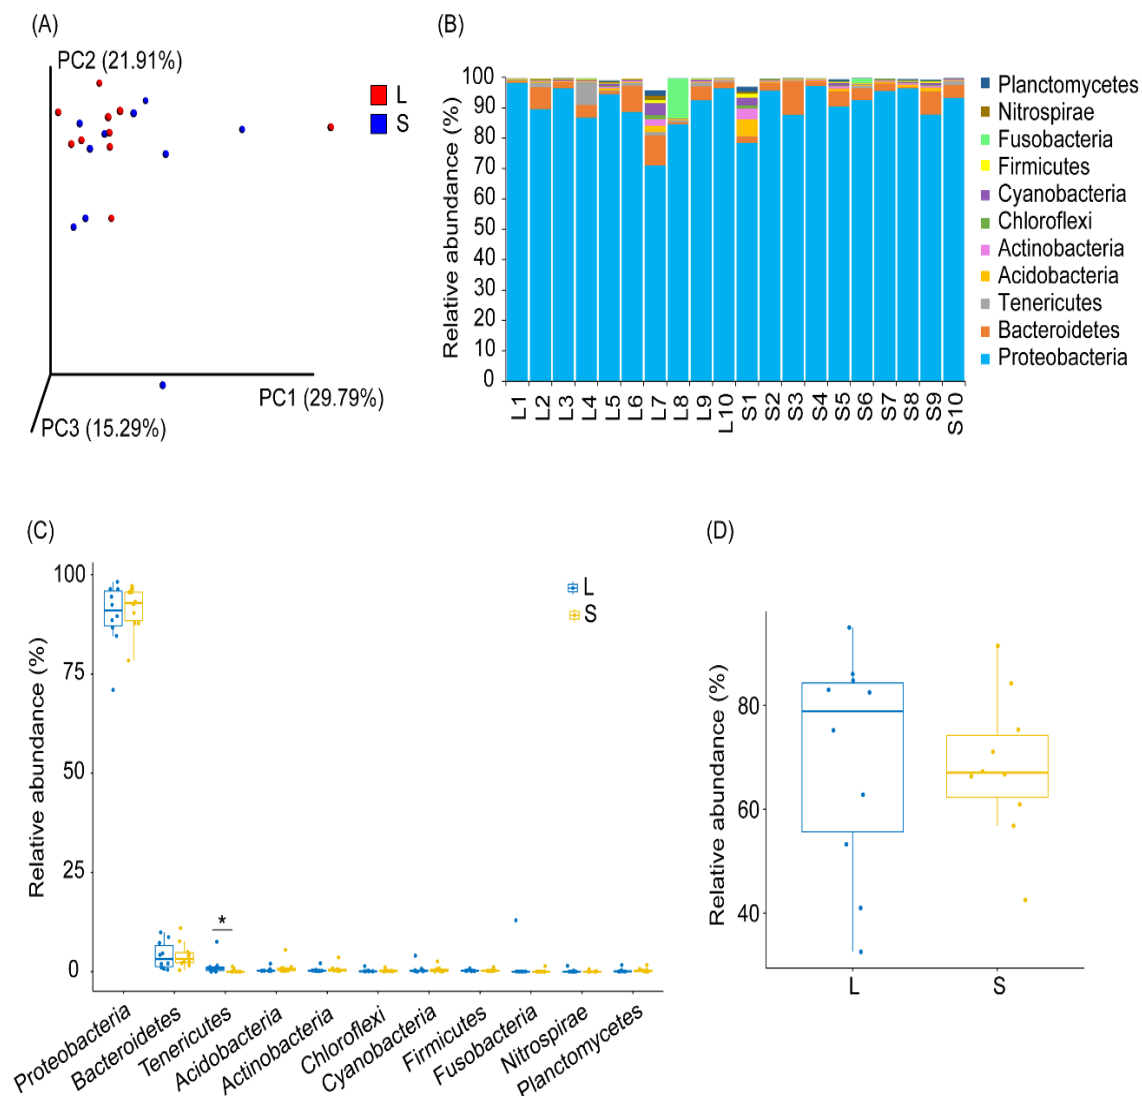 (A)
PC2 (21.91%)
L
S
PC1 (29.79%)
PC3 (15.29%)
(B)
Relative abundance (%)
100
90
80
70
60
50
40
30
20
10
0
L1
L2
L3
L4
L5
L6
L7
L8
L9
L10
S1
S2
S3
S4
S5
S6
S7
S8
S9
S10
Planctomycetes
Nitrospirae
Fusobacteria
Firmicutes
Cyanobacteria
Chloroflexi
Actinobacteria
Acidobacteria
Tenericutes
Bacteroidetes
Proteobacteria
(C)
Relative abundance (%)
100
75
50
25
0
L
S
*
Proteobacteria
Bacteroidetes
Tenericutes
Acidobacteria
Actinobacteria
Chloroflexi
Cyanobacteria
Firmicutes
Fusobacteria
Nitrospirae
Planctomycetes
(D)
Relative abundance (%)
80
60
40
L
S